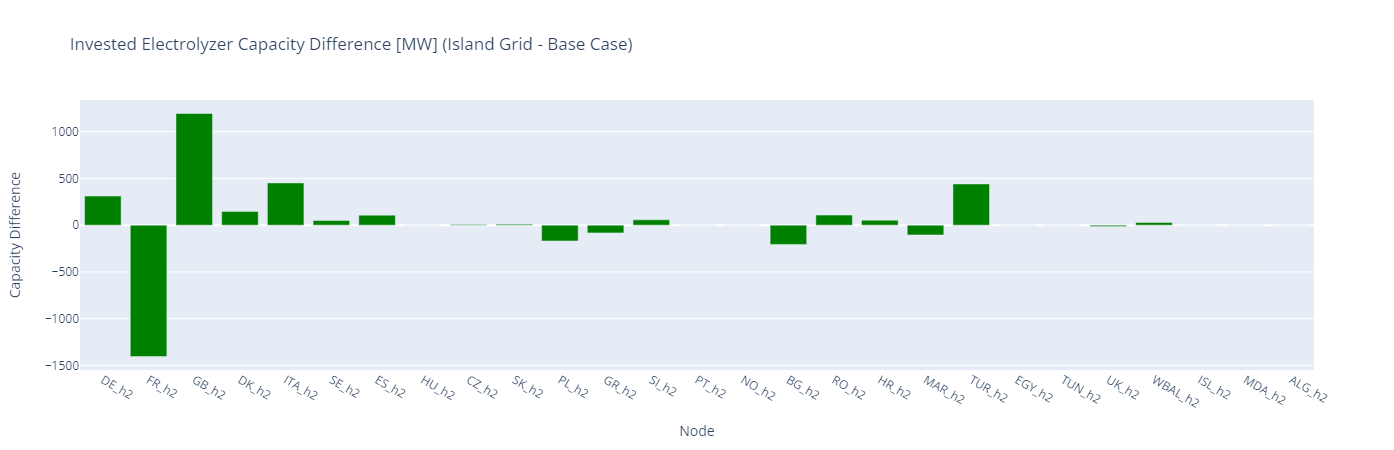 Invested Electrolyzer Capacity Difference [MW] (Island Grid - Base Case)
Capacity Difference
1000
500
0
−500
−1000
−1500
DE_h2
FR_h2
GB_h2
DK_h2
ITA_h2
SE_h2
ES_h2
HU_h2
CZ_h2
SK_h2
PL_h2
GR_h2
SI_h2
PT_h2
NO_h2
BG_h2
RO_h2
HR_h2
MAR_h2
TUR_h2
EGY_h2
TUN_h2
UK_h2
WBAL_h2
ISL_h2
MDA_h2
ALG_h2
Node